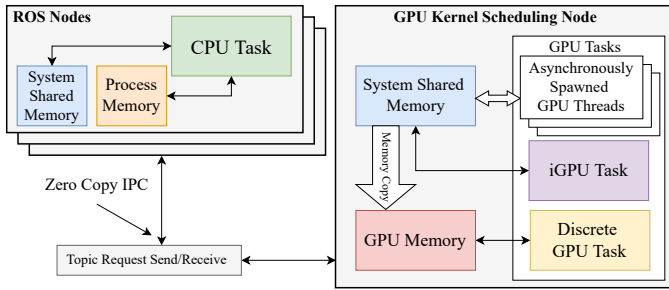 ROS Nodes
CPU Task
System
Shared
Memory
Process
Memory
Zero Copy IPC
Topic Request Send/Receive
GPU Kernel Scheduling Node
System Shared
Memory
Memory Copy
GPU Memory
GPU Tasks
Asynchronously
Spawned
GPU Threads
iGPU Task
Discrete
GPU Task